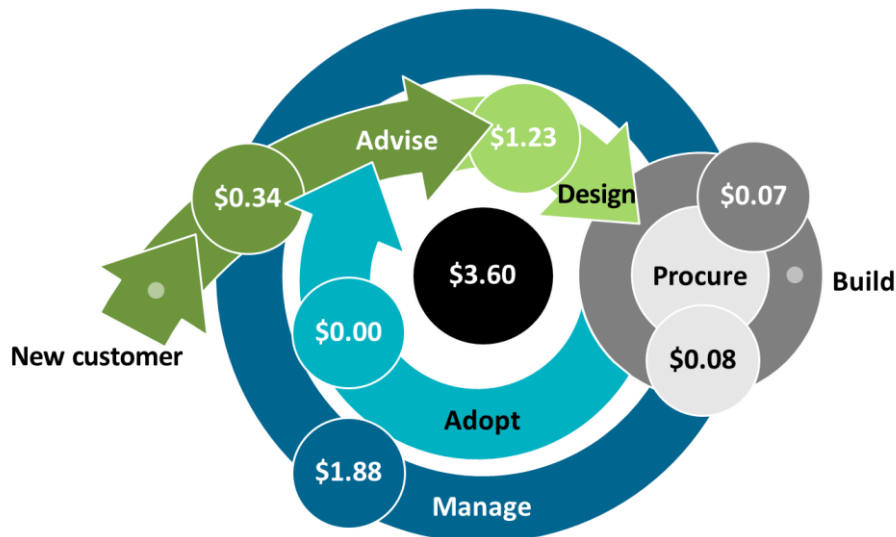 Advise
$1.23
$0.34
Design
$0.07
$3.60
Procure
Build
$0.00
New customer
$0.08
Adopt
$1.88
Manage